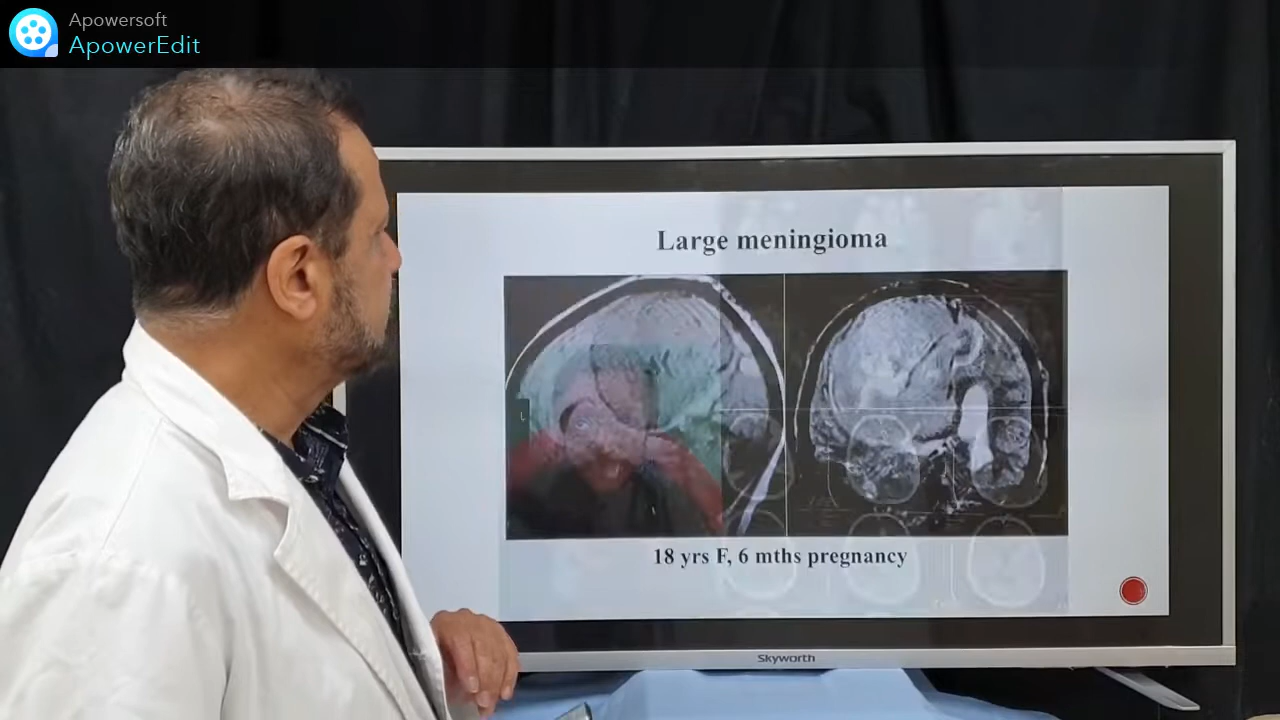 Apowersoft
ApowerEdit
Large meningioma
L
18 yrs F, 6 mths pregnancy
Skyworth